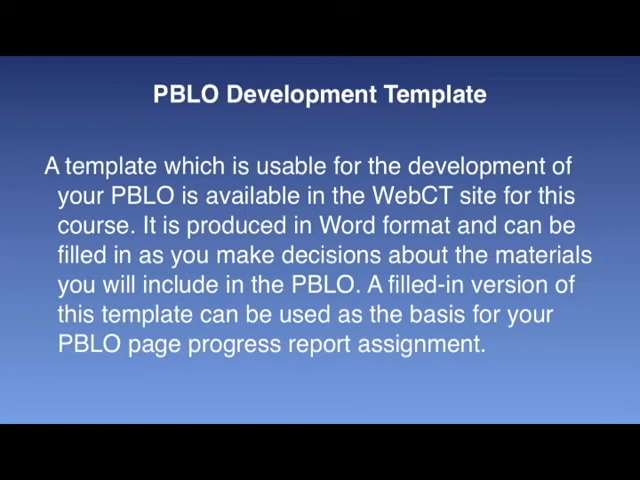 PBLO Development Template
A template which is usable for the development of
your PBLO is available in the WebCT site for this
course. It is produced in Word format and can be
filled in as you make decisions about the materials
you will include in the PBLO. A filled-in version of
this template can be used as the basis for your
PBLO page progress report assignment.